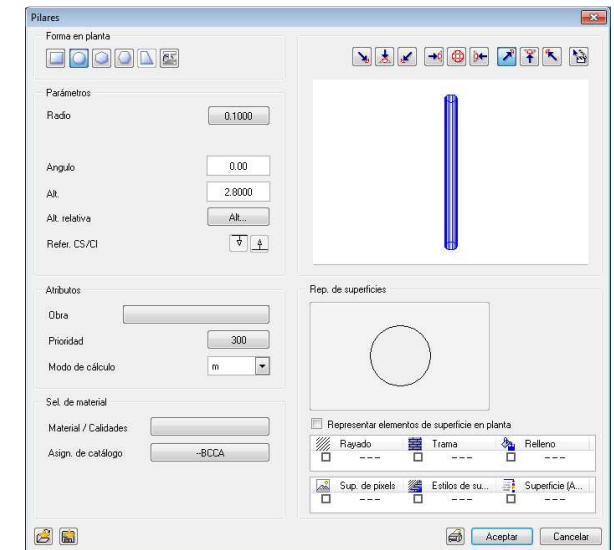 Pilares
Forma en planta
Parámetros
Radio 0.1000
Angulo 0.00
Alt. 2.8000
Alt. relativa Alt...
Refer. CS/CI
Atributos
Obra
Prioridad 300
Modo de cálculo m
Sel. de material
Material / Calidades
Asign. de catálogo --BCCA
Rep. de superficies
Representar elementos de superficie en planta
Rayado Trama Relleno
--- --- ---
Sup. de pixels Estilos de su... Superficie (A...
--- --- ---
Aceptar Cancelar